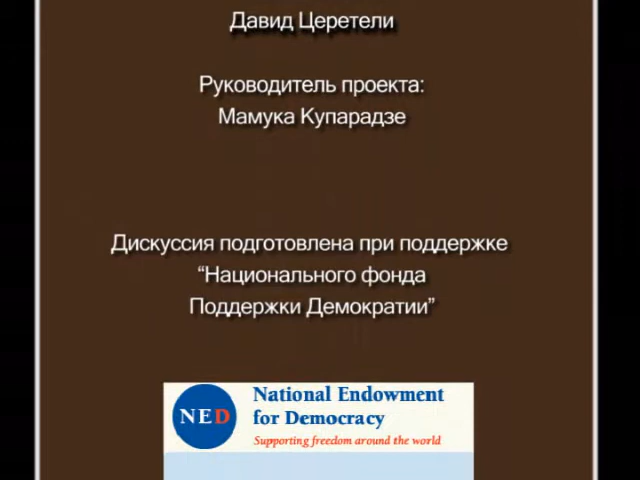 Давид Церетели
Руководитель проекта:
Мамука Купарадзе
Дискуссия подготовлена при поддержке
“Национального фонда
Поддержки Демократии”
NED
National Endowment
for Democracy
Supporting freedom around the world